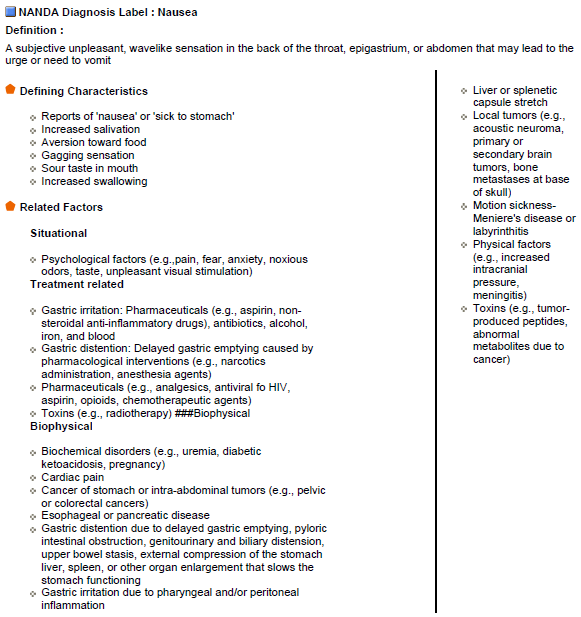 NANDA Diagnosis Label : Nausea
Definition :
A subjective unpleasant, wavelike sensation in the back of the throat, epigastrium, or abdomen that may lead to the
urge or need to vomit
Defining Characteristics
Reports of 'nausea' or 'sick to stomach'
Increased salivation
Aversion toward food
Gagging sensation
Sour taste in mouth
Increased swallowing
Related Factors
Situational
Psychological factors (e.g.,pain, fear, anxiety, noxious
odors, taste, unpleasant visual stimulation)
Treatment related
Gastric irritation: Pharmaceuticals (e.g., aspirin, non-
steroidal anti-inflammatory drugs), antibiotics, alcohol,
iron, and blood
Gastric distention: Delayed gastric emptying caused by
pharmacological interventions (e.g., narcotics
administration, anesthesia agents)
Pharmaceuticals (e.g., analgesics, antiviral fo HIV,
aspirin, opioids, chemotherapeutic agents)
Toxins (e.g., radiotherapy) ###Biophysical
Biophysical
Biochemical disorders (e.g., uremia, diabetic
ketoacidosis, pregnancy)
Cardiac pain
Cancer of stomach or intra-abdominal tumors (e.g., pelvic
or colorectal cancers)
Esophageal or pancreatic disease
Gastric distention due to delayed gastric emptying, pyloric
intestinal obstruction, genitourinary and biliary distension,
upper bowel stasis, external compression of the stomach
liver, spleen, or other organ enlargement that slows the
stomach functioning
Gastric irritation due to pharyngeal and/or peritoneal
inflammation
Liver or splenetic
capsule stretch
Local tumors (e.g.,
acoustic neuroma,
primary or
secondary brain
tumors, bone
metastases at base
of skull)
Motion sickness-
Meniere's disease or
labyrinthitis
Physical factors
(e.g., increased
intracranial
pressure,
meningitis)
Toxins (e.g., tumor-
produced peptides,
abnormal
metabolites due to
cancer)